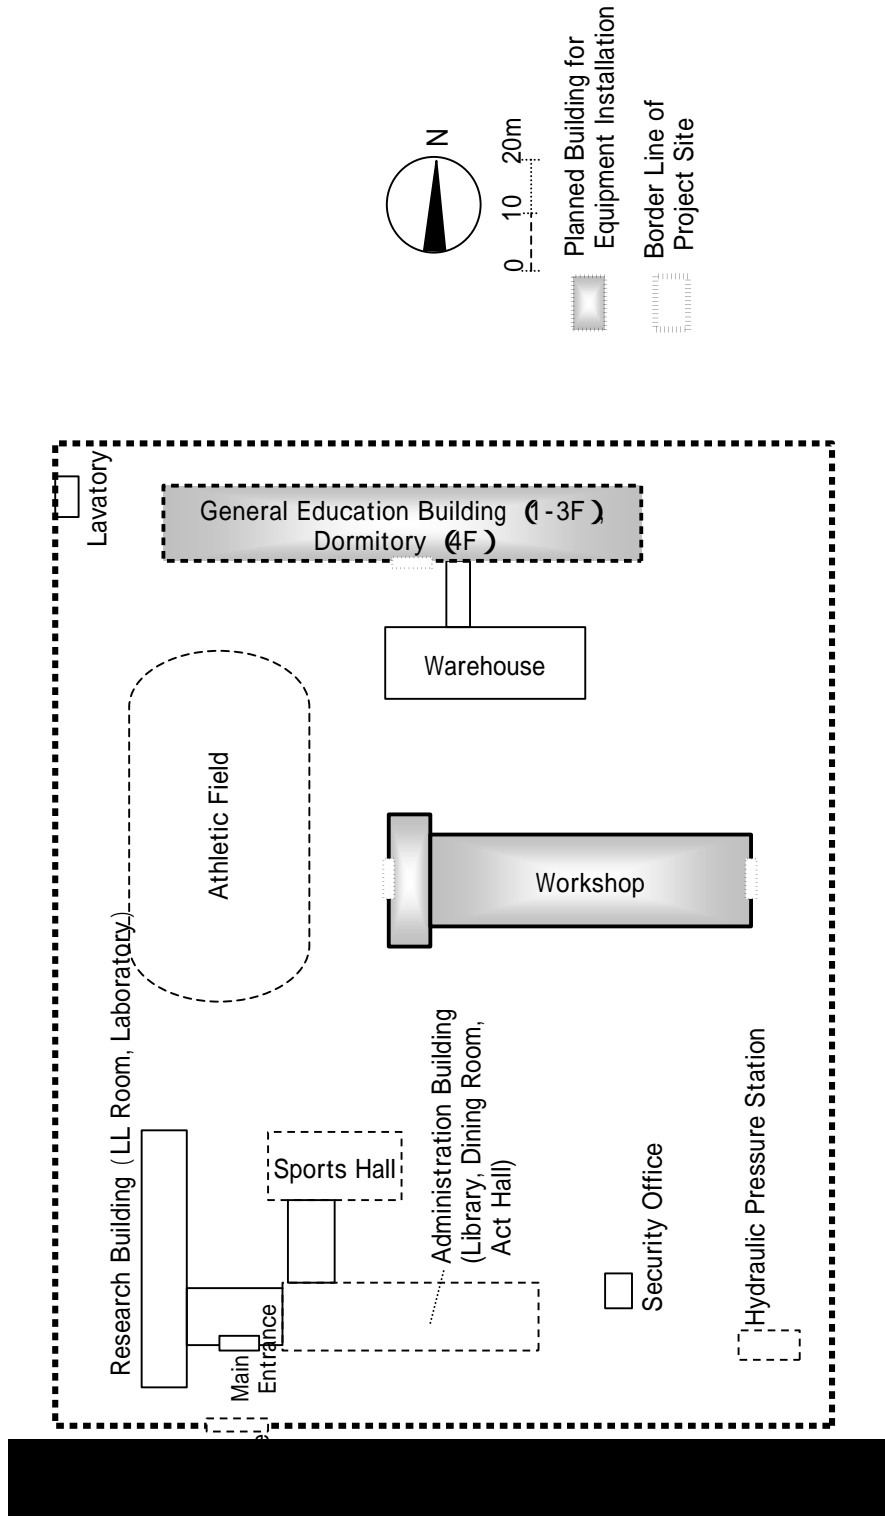 N
0 10 20m
Planned Building for
Equipment Installation
Border Line of
Project Site
Lavatory
General Education Building (1-3F),
Dormitory (4F)
Warehouse
Athletic Field
Workshop
Research Building (LL Room, Laboratory)
Sports Hall
Administration Building
(Library, Dining Room,
Act Hall)
Security Office
Hydraulic Pressure Station
Main
Entrance